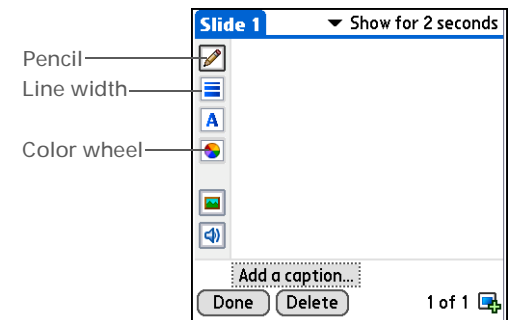 Slide 1 Show for 2 seconds
Pencil
Line width
A
Color wheel
Add a caption...
Done Delete 1 of 1